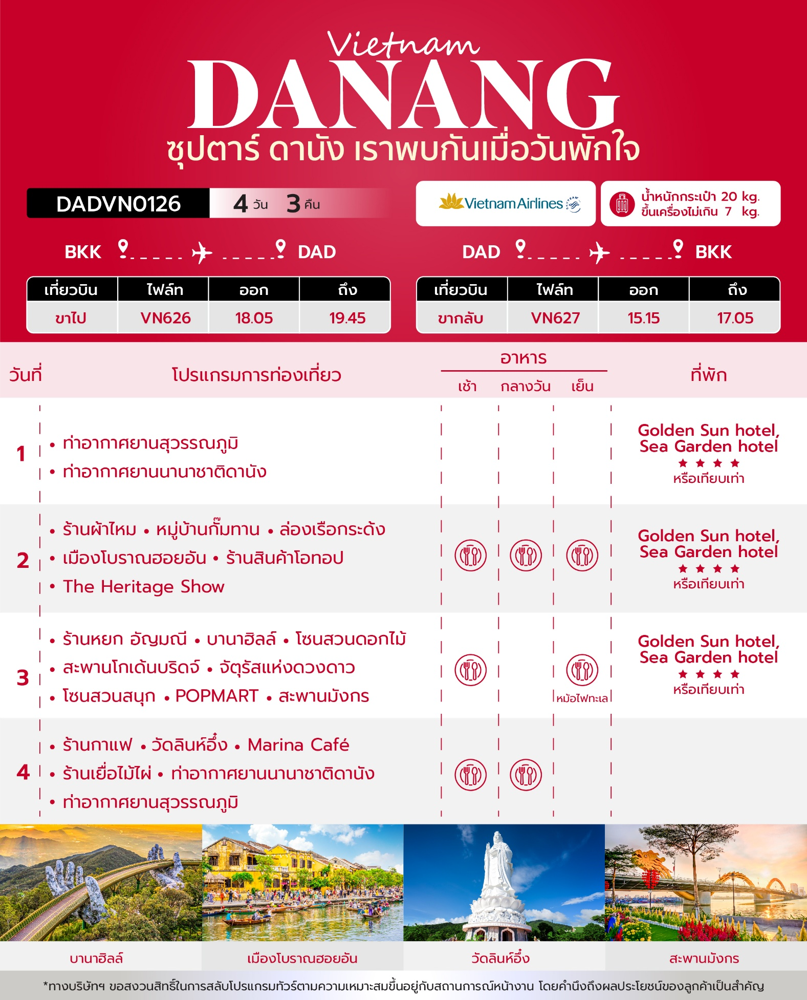 Vietnam
DANANG
ซุปตาร์ ดานัง เราพบกันเมื่อวันพักใจ
DADVN0126 4 วัน 3 คืน
Vietnam Airlines SKYTEAM
น้ำหนักกระเป๋า 20 kg.
ขึ้นเครื่องไม่เกิน 7 kg.
BKK DAD
DAD BKK
เที่ยวบิน ไฟล์ท ออก ถึง
ขาไป VN626 18.05 19.45
เที่ยวบิน ไฟล์ท ออก ถึง
ขากลับ VN627 15.15 17.05
วันที่ โปรแกรมการท่องเที่ยว อาหาร ที่พัก
เช้า กลางวัน เย็น
1
• ท่าอากาศยานสุวรรณภูมิ
• ท่าอากาศยานนานาชาติดานัง
Golden Sun hotel,
Sea Garden hotel
หรือเทียบเท่า
2
• ร้านผ้าไหม • หมู่บ้านกั๊มทาน • ล่องเรือกระด้ง
• เมืองโบราณฮอยอัน • ร้านสินค้าโอทอป
• The Heritage Show
Golden Sun hotel,
Sea Garden hotel
หรือเทียบเท่า
3
• ร้านหยก อัญมณี • บานาฮิลล์ • โซนสวนดอกไม้
• สะพานโกเด้นบริดจ์ • จัตุรัสแห่งดวงดาว
• โซนสวนสนุก • POPMART • สะพานมังกร
หม้อไฟทะเล
Golden Sun hotel,
Sea Garden hotel
หรือเทียบเท่า
4
• ร้านกาแฟ • วัดลินห์อึ๋ง • Marina Café
• ร้านเยื่อไม้ไผ่ • ท่าอากาศยานนานาชาติดานัง
• ท่าอากาศยานสุวรรณภูมิ
บานาฮิลล์ เมืองโบราณฮอยอัน วัดลินห์อึ๋ง สะพานมังกร
*ทางบริษัทฯ ขอสงวนสิทธิ์ในการสลับโปรแกรมทัวร์ตามความเหมาะสมขึ้นอยู่กับสถานการณ์หน้างาน โดยคำนึงถึงผลประโยชน์ของลูกค้าเป็นสำคัญ